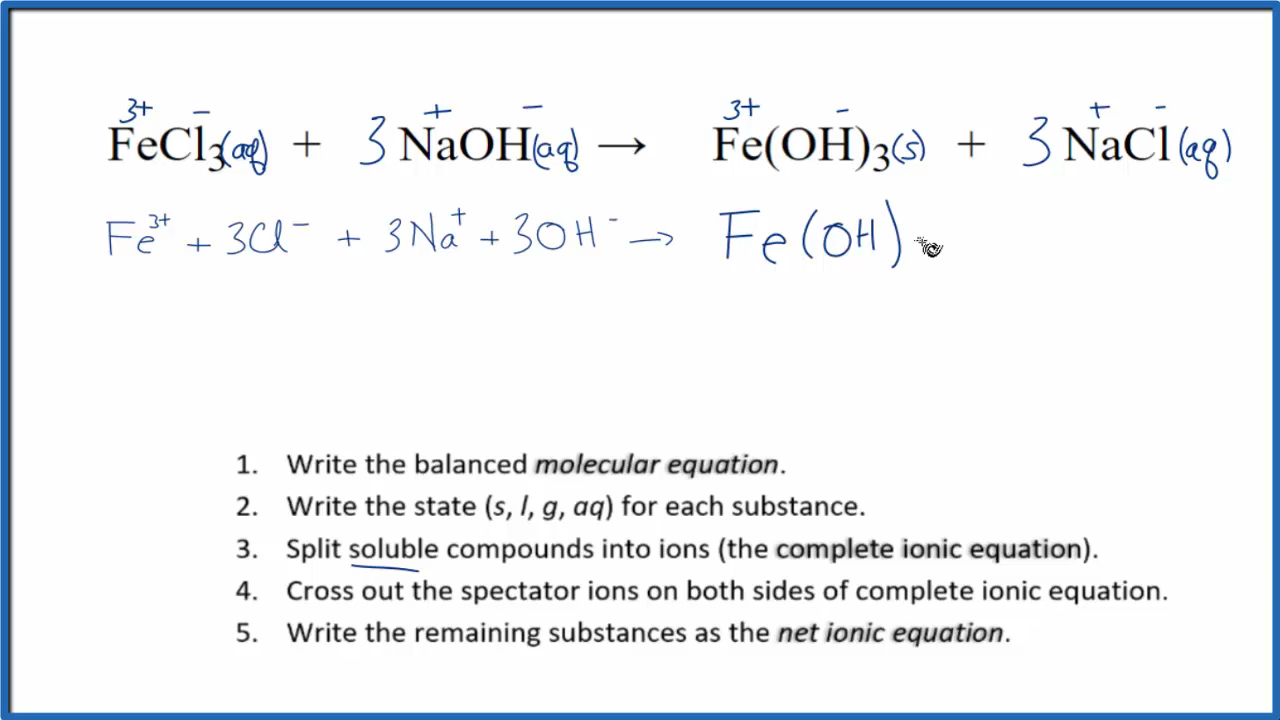 3+ − + − 3+ − + −
FeCl₃(aq) + 3 NaOH(aq) → Fe(OH)₃(s) + 3 NaCl(aq)
Fe³⁺ + 3Cl⁻ + 3Na⁺ + 3OH⁻ → Fe(OH)
1. Write the balanced molecular equation.
2. Write the state (s, l, g, aq) for each substance.
3. Split soluble compounds into ions (the complete ionic equation).
4. Cross out the spectator ions on both sides of complete ionic equation.
5. Write the remaining substances as the net ionic equation.